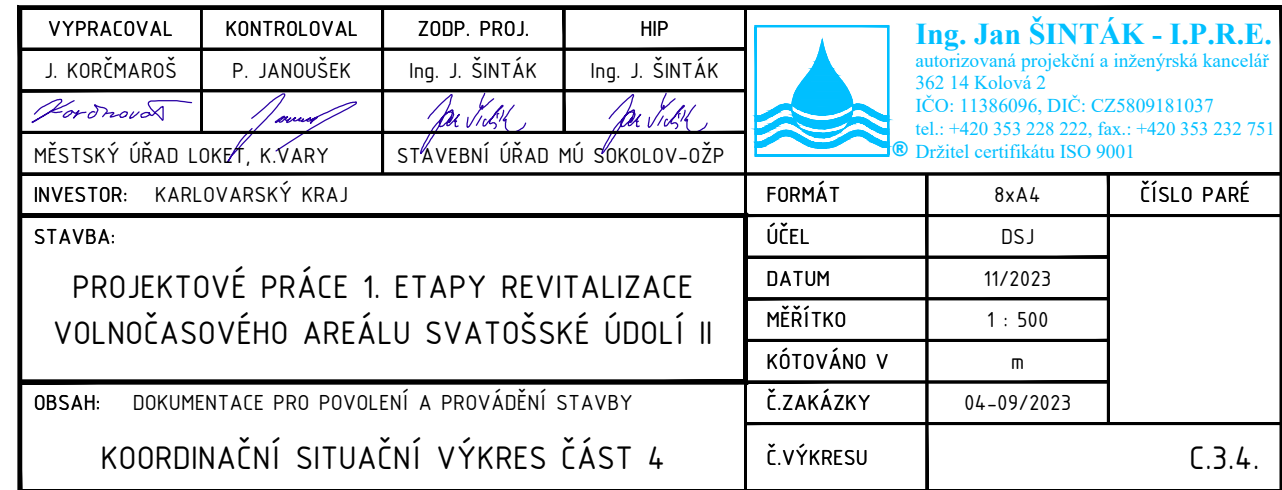 VYPRACOVAL KONTROLOVAL ZODP. PROJ. HIP
J. KORČMAROŠ P. JANOUŠEK Ing. J. ŠINTÁK Ing. J. ŠINTÁK
MĚSTSKÝ ÚŘAD LOKET, K.VARY STAVEBNÍ ÚŘAD MÚ SOKOLOV-OŽP
Ing. Jan ŠINTÁK - I.P.R.E.
autorizovaná projekční a inženýrská kancelář
362 14 Kolová 2
IČO: 11386096, DIČ: CZ5809181037
tel.: +420 353 228 222, fax.: +420 353 232 751
® Držitel certifikátu ISO 9001
INVESTOR: KARLOVARSKÝ KRAJ
STAVBA:
PROJEKTOVÉ PRÁCE 1. ETAPY REVITALIZACE
VOLNOČASOVÉHO AREÁLU SVATOŠSKÉ ÚDOLÍ II
OBSAH: DOKUMENTACE PRO POVOLENÍ A PROVÁDĚNÍ STAVBY
KOORDINAČNÍ SITUAČNÍ VÝKRES ČÁST 4
FORMÁT 8xA4 ČÍSLO PARÉ
ÚČEL DSJ
DATUM 11/2023
MĚŘÍTKO 1 : 500
KÓTOVÁNO V m
Č.ZAKÁZKY 04-09/2023
Č.VÝKRESU C.3.4.